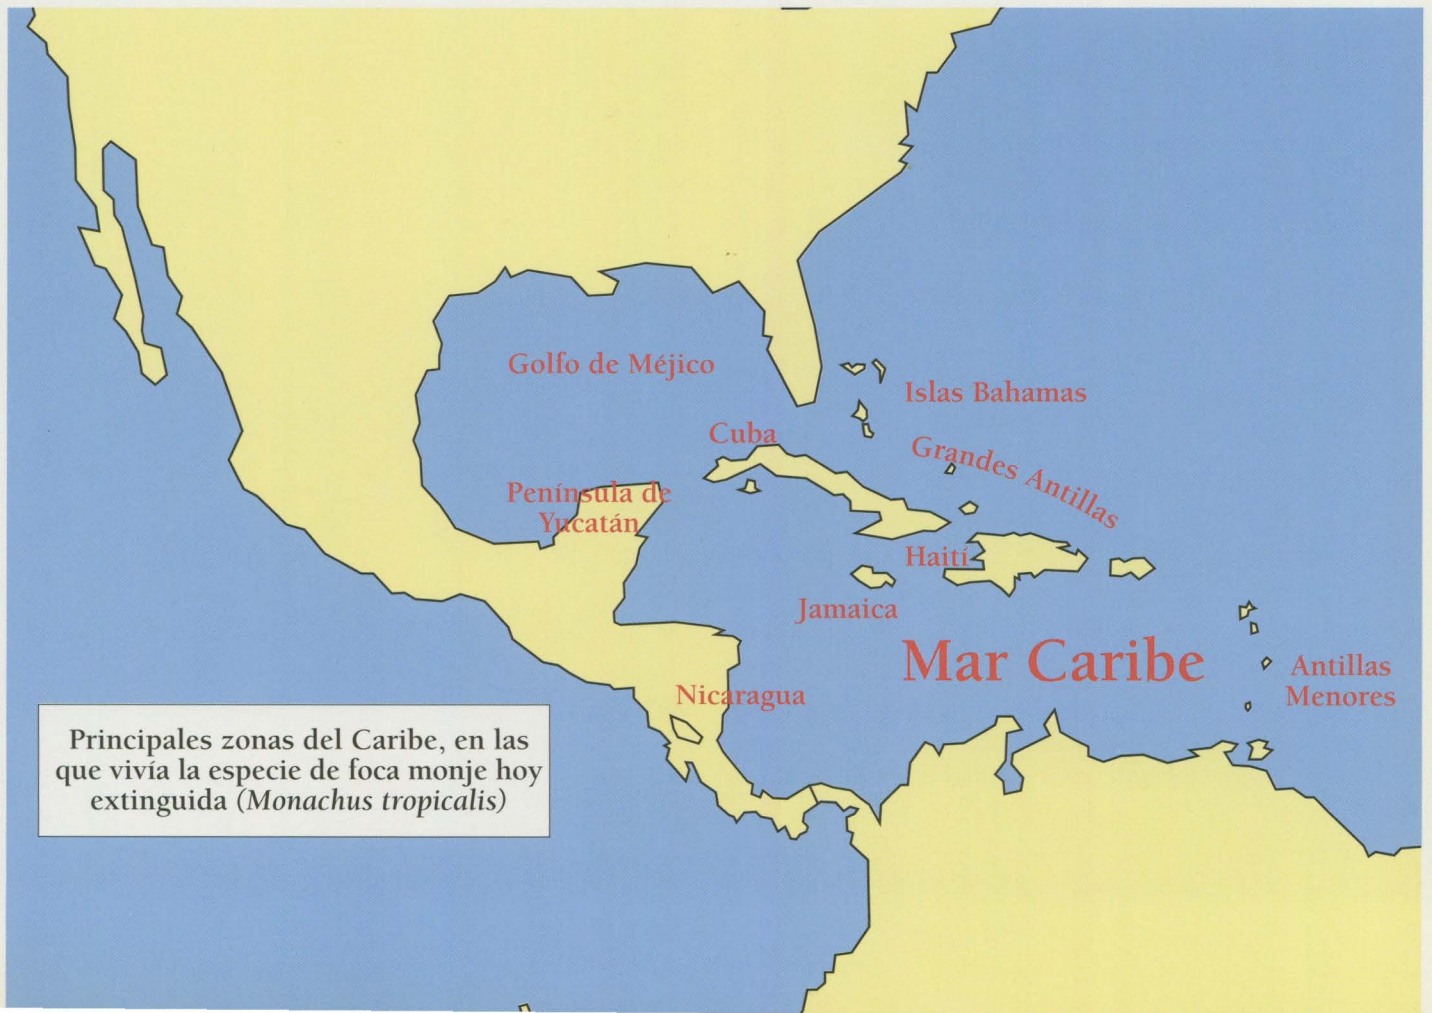 Golfo de Méjico
Islas Bahamas
Cuba
Grandes Antillas
Península de
Yucatán
Haití
Jamaica
Mar Caribe
Antillas
Menores
Nicaragua
Principales zonas del Caribe, en las
que vivía la especie de foca monje hoy
extinguida (Monachus tropicalis)